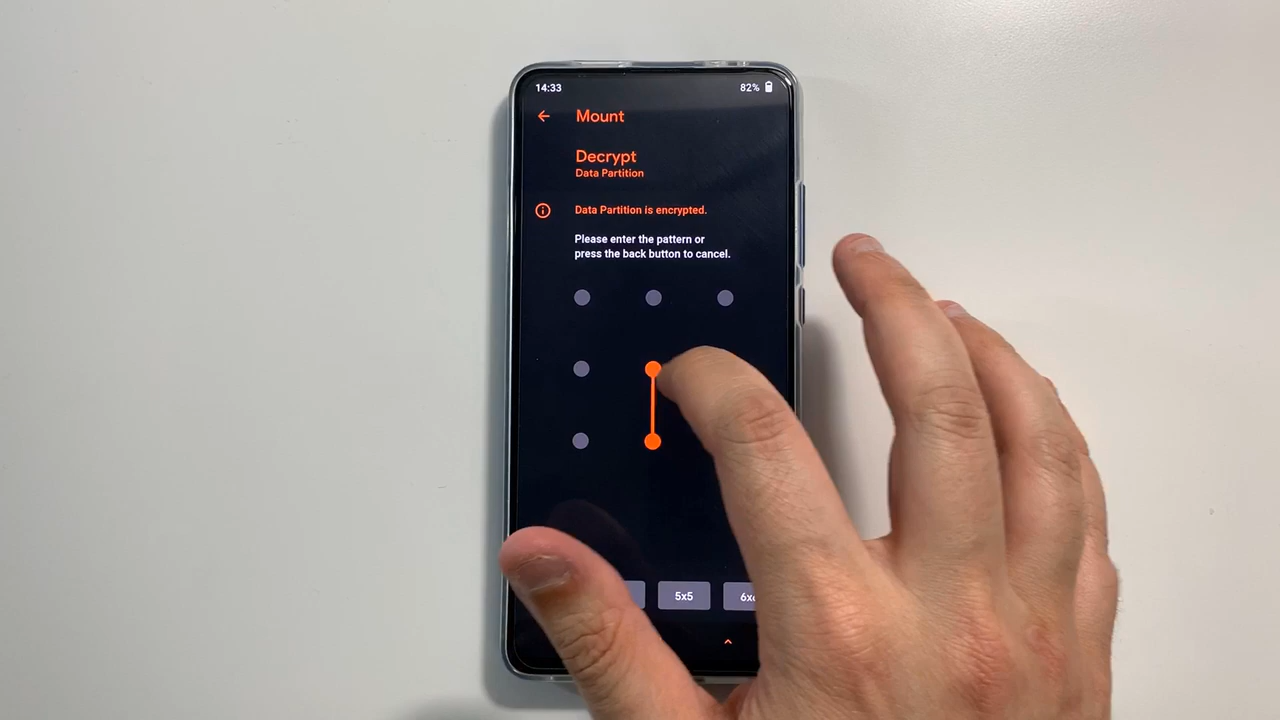 14:33
82%
Mount
Decrypt
Data Partition
Data Partition is encrypted.
Please enter the pattern or
press the back button to cancel.
5x5